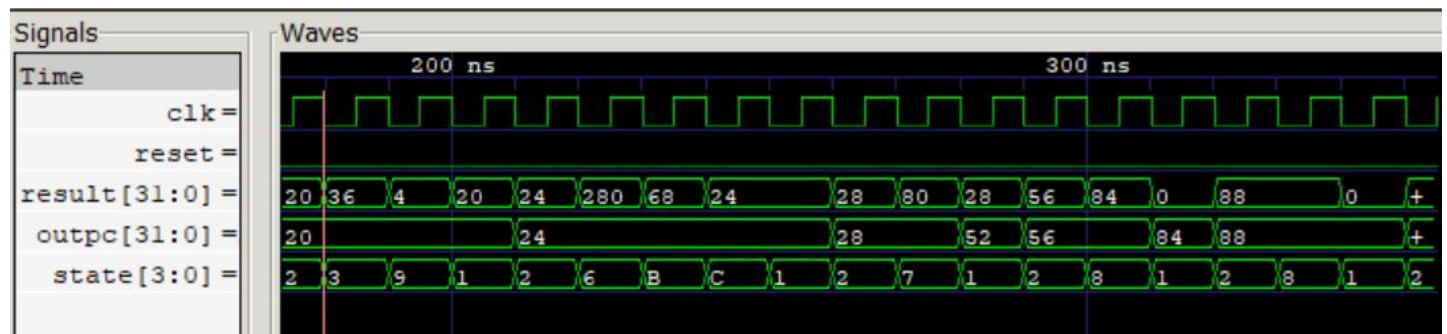 Signals Waves
Time 200 ns 300 ns
clk =
reset =
result[31:0] = 20 36 4 20 24 280 68 24 28 80 28 56 84 0 88 0 +
outpc[31:0] = 20 24 28 52 56 84 88 +
state[3:0] = 2 3 9 1 2 6 B C 1 2 7 1 2 8 1 2 8 1 2